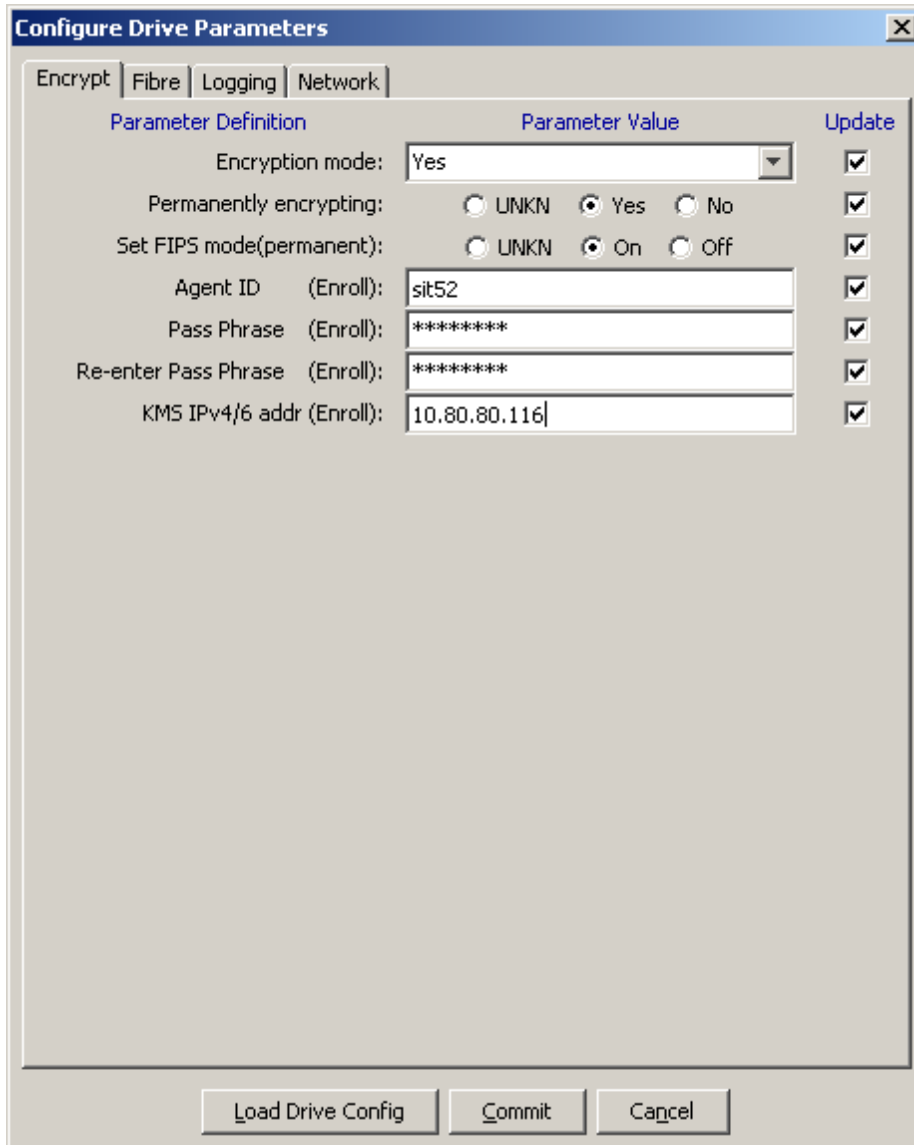 Configure Drive Parameters
Encrypt Fibre Logging Network
Parameter Definition Parameter Value Update
Encryption mode: Yes
Permanently encrypting: UNKN Yes No
Set FIPS mode(permanent): UNKN On Off
Agent ID (Enroll): sit52
Pass Phrase (Enroll): ********
Re-enter Pass Phrase (Enroll): ********
KMS IPv4/6 addr (Enroll): 10.80.80.116
Load Drive Config Commit Cancel